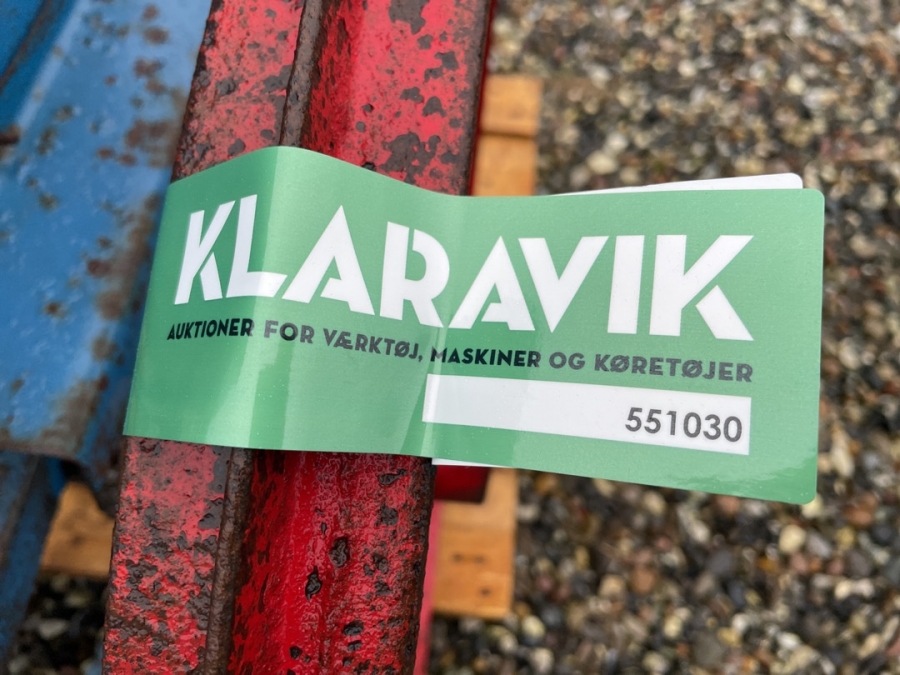 KLARAVIK
AUKTIONER FOR VÆRKTØJ, MASKINER OG KØRETØJER
551030